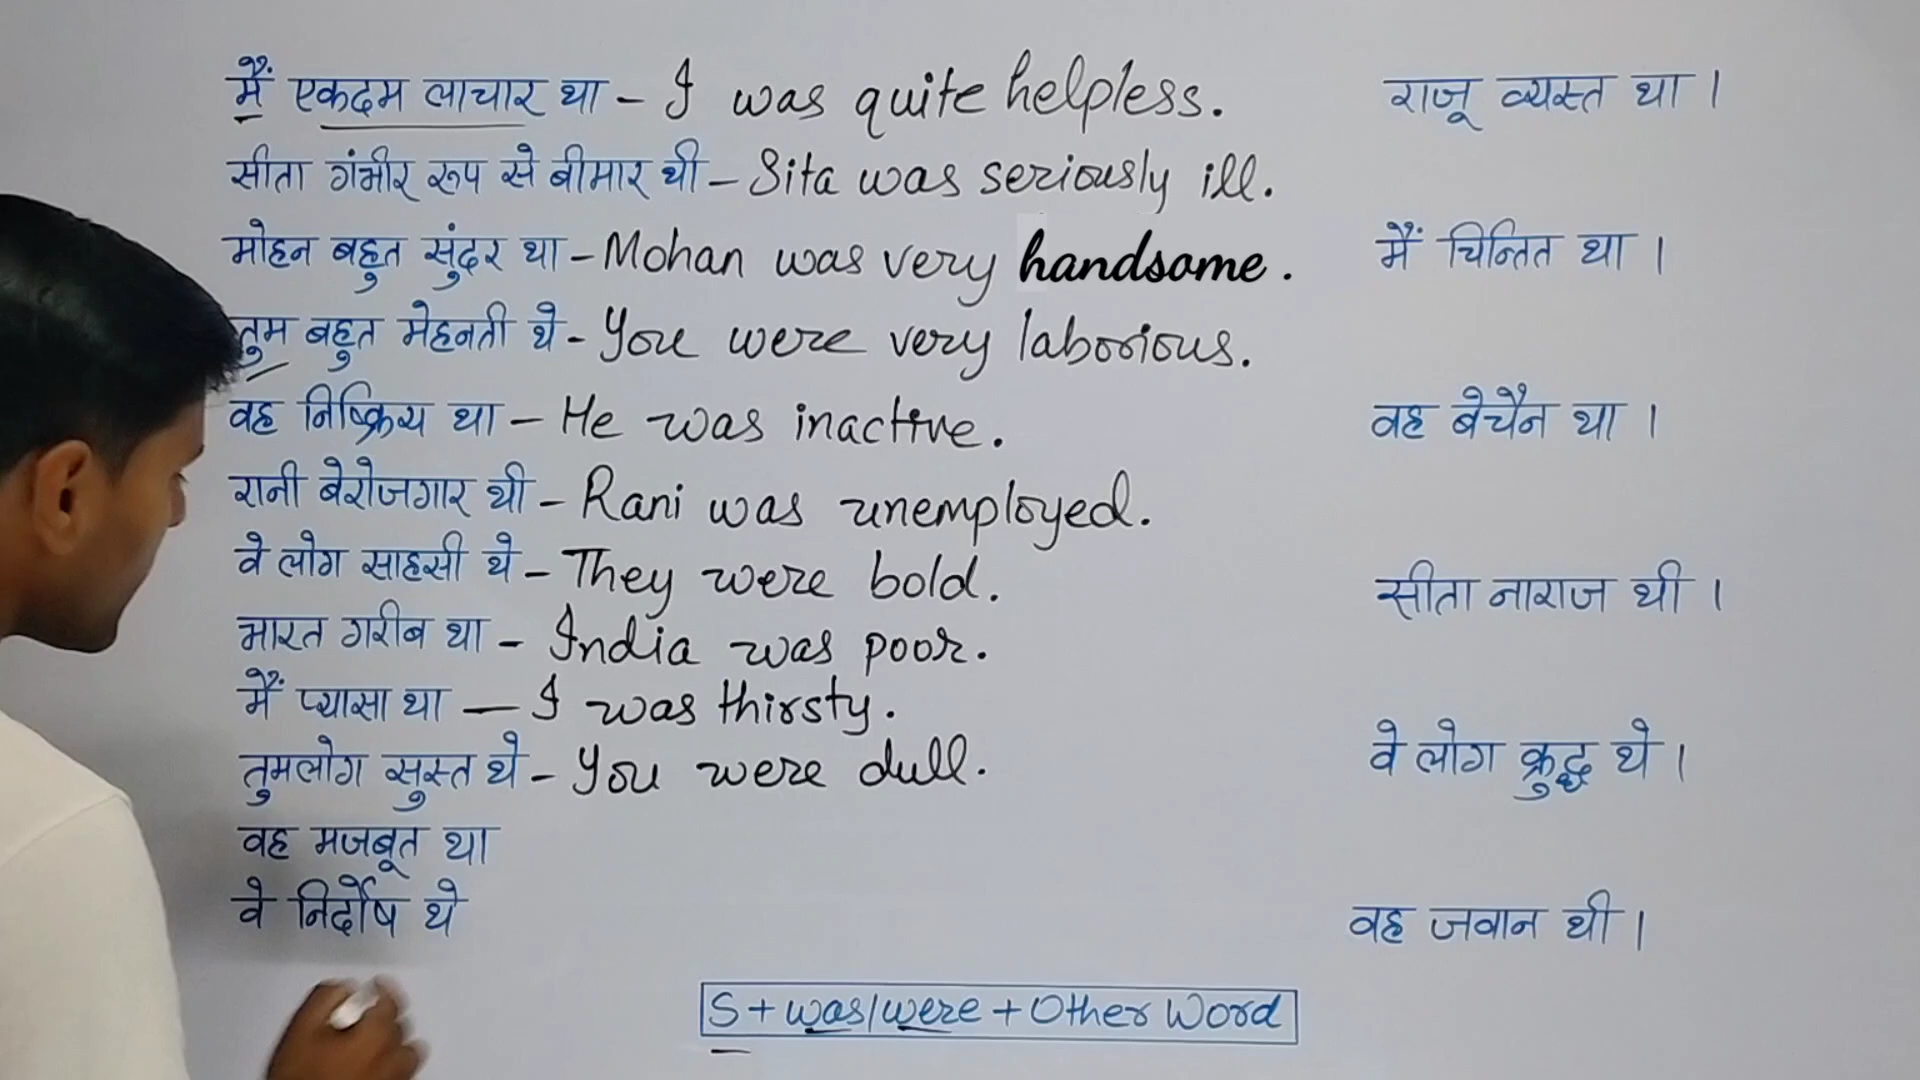 मैं एकदम लाचार था – I was quite helpless.
सीता गंभीर रूप से बीमार थी – Sita was seriously ill.
मोहन बहुत सुंदर था – Mohan was very handsome.
तुम बहुत मेहनती थे - You were very laborious.
वह निष्क्रिय था – He was inactive.
रानी बेरोजगार थी – Rani was unemployed.
वे लोग साहसी थे – They were bold.
भारत गरीब था – India was poor.
मैं प्यासा था — I was thirsty.
तुमलोग सुस्त थे – You were dull.
वह मजबूत था
वे निर्दोष थे
राजू व्यस्त था ।
मैं चिन्तित था ।
वह बेचैन था ।
सीता नाराज थी ।
वे लोग क्रुद्ध थे ।
वह जवान थी ।
S + was/were + Other Word